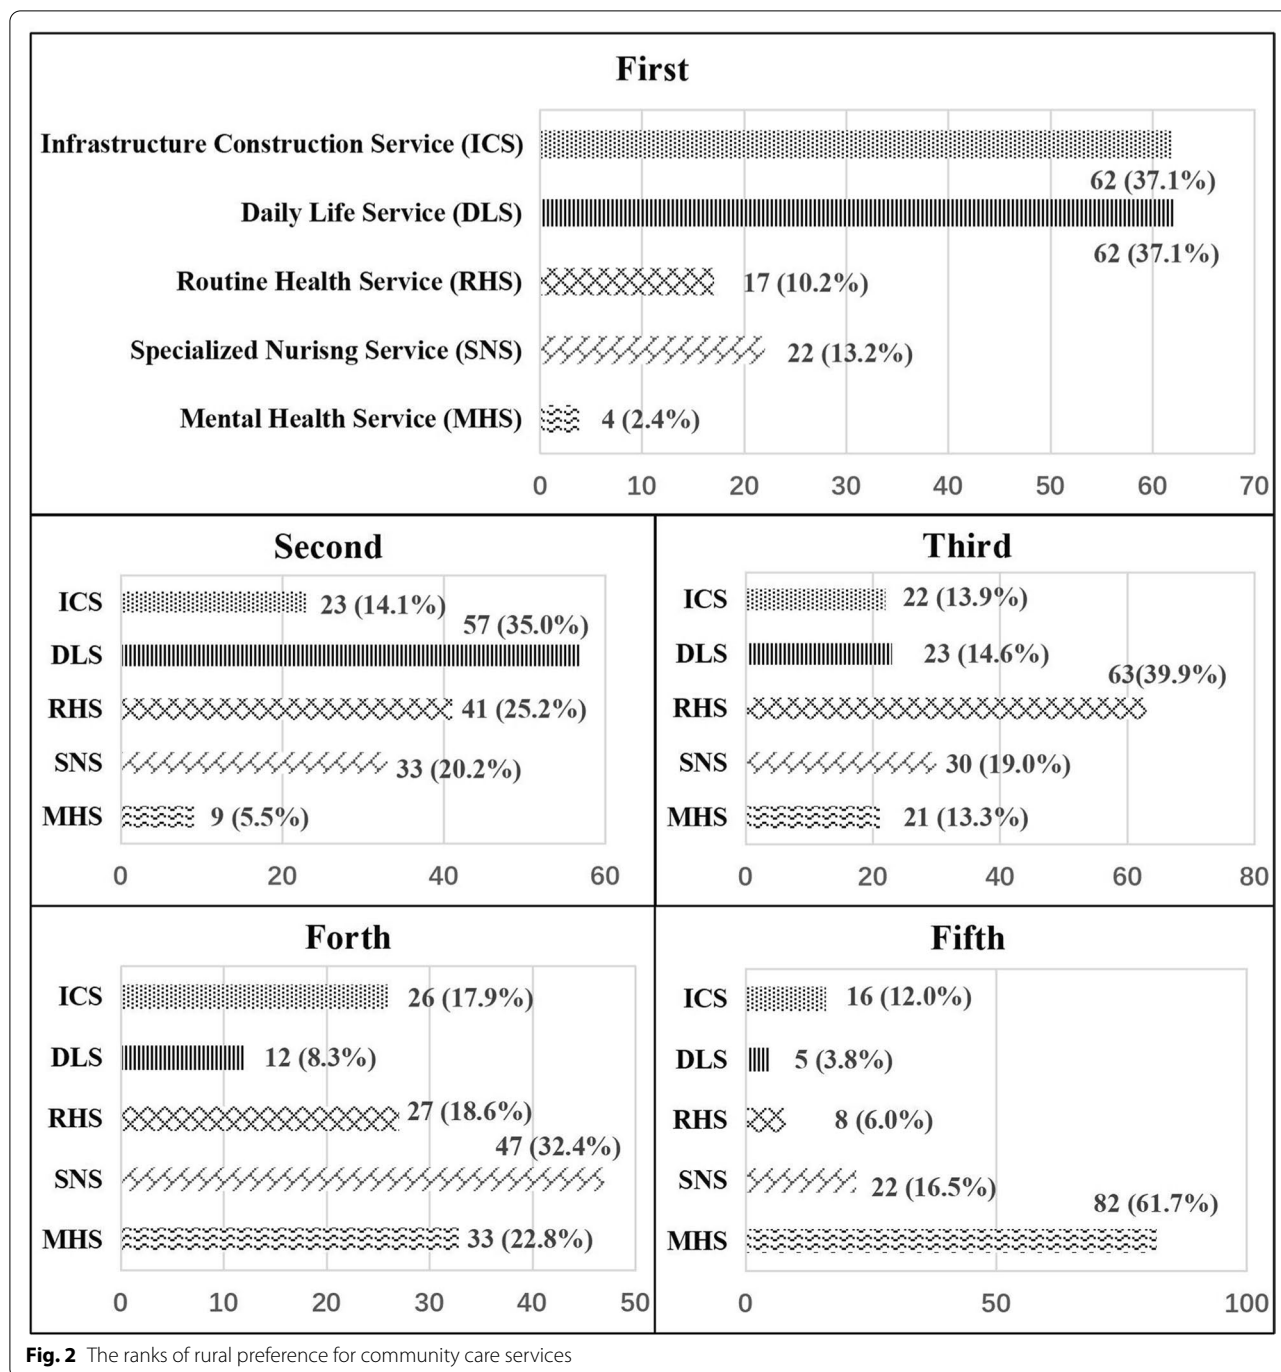 First
Infrastructure Construction Service (ICS)
62 (37.1%)
Daily Life Service (DLS)
62 (37.1%)
Routine Health Service (RHS)
17 (10.2%)
Specialized Nurisng Service (SNS)
22 (13.2%)
Mental Health Service (MHS)
4 (2.4%)
0 10 20 30 40 50 60 70
Second
ICS 23 (14.1%)
57 (35.0%)
DLS
RHS 41 (25.2%)
SNS 33 (20.2%)
MHS 9 (5.5%)
0 20 40 60
Third
ICS 22 (13.9%)
DLS 23 (14.6%)
63(39.9%)
RHS
SNS 30 (19.0%)
MHS 21 (13.3%)
0 20 40 60 80
Forth
ICS 26 (17.9%)
DLS 12 (8.3%)
RHS 27 (18.6%)
47 (32.4%)
SNS
MHS 33 (22.8%)
0 10 20 30 40 50
Fifth
ICS 16 (12.0%)
DLS 5 (3.8%)
RHS 8 (6.0%)
SNS 22 (16.5%)
82 (61.7%)
MHS
0 50 100
Fig. 2 The ranks of rural preference for community care services